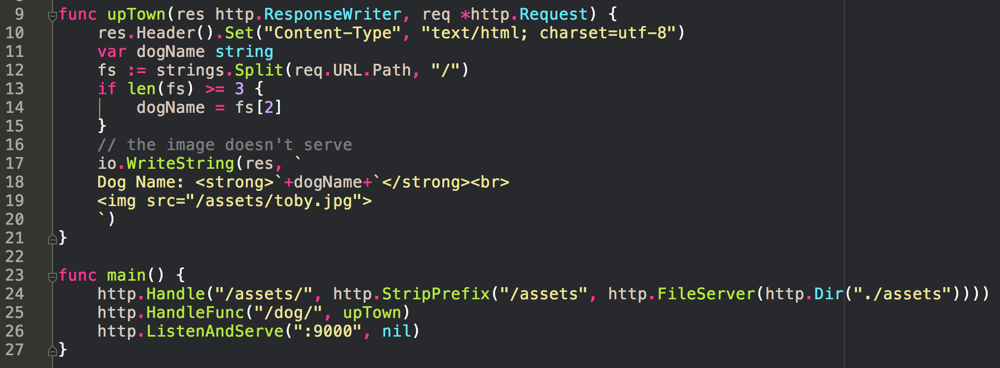 9 func upTown(res http.ResponseWriter, req *http.Request) {
10 res.Header().Set("Content-Type", "text/html; charset=utf-8")
11 var dogName string
12 fs := strings.Split(req.URL.Path, "/")
13 if len(fs) >= 3 {
14 dogName = fs[2]
15 }
16 // the image doesn't serve
17 io.WriteString(res, `
18 Dog Name: <strong>`+dogName+`</strong><br>
19 <img src="/assets/toby.jpg">
20 `)
21 }
22
23 func main() {
24 http.Handle("/assets/", http.StripPrefix("/assets", http.FileServer(http.Dir("./assets"))))
25 http.HandleFunc("/dog/", upTown)
26 http.ListenAndServe(":9000", nil)
27 }